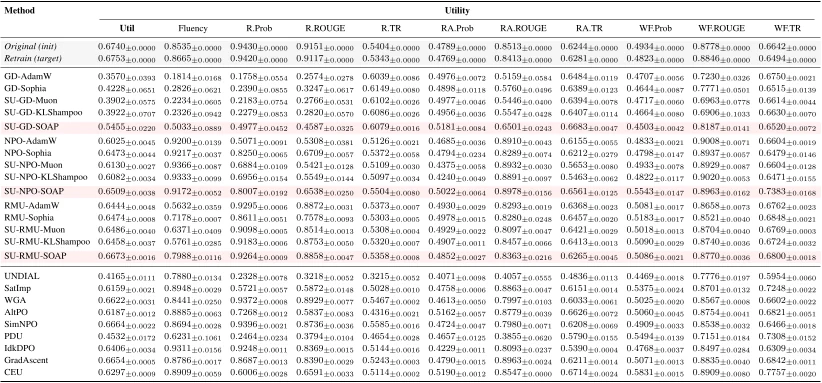 Method Utility
Util Fluency R.Prob R.ROUGE R.TR RA.Prob RA.ROUGE RA.TR WF.Prob WF.ROUGE WF.TR
Original (init) 0.6740±0.0000 0.8535±0.0000 0.9430±0.0000 0.9151±0.0000 0.5404±0.0000 0.4789±0.0000 0.8513±0.0000 0.6244±0.0000 0.4934±0.0000 0.8778±0.0000 0.6642±0.0000
Retrain (target) 0.6753±0.0000 0.8665±0.0000 0.9420±0.0000 0.9117±0.0000 0.5343±0.0000 0.4769±0.0000 0.8413±0.0000 0.6281±0.0000 0.4823±0.0000 0.8846±0.0000 0.6494±0.0000
GD-AdamW 0.3570±0.0393 0.1814±0.0168 0.1758±0.0554 0.2574±0.0278 0.6039±0.0086 0.4976±0.0072 0.5159±0.0584 0.6484±0.0119 0.4707±0.0056 0.7230±0.0326 0.6750±0.0021
GD-Sophia 0.4228±0.0651 0.2826±0.0621 0.2390±0.0855 0.3247±0.0617 0.6149±0.0080 0.4898±0.0118 0.5760±0.0496 0.6389±0.0123 0.4644±0.0087 0.7771±0.0501 0.6515±0.0139
SU-GD-Muon 0.3902±0.0575 0.2234±0.0605 0.2183±0.0754 0.2766±0.0531 0.6102±0.0026 0.4977±0.0046 0.5446±0.0400 0.6394±0.0078 0.4717±0.0060 0.6963±0.0778 0.6614±0.0044
SU-GD-KLShampoo 0.3922±0.0707 0.2326±0.0942 0.2279±0.0853 0.2820±0.0570 0.6086±0.0026 0.4956±0.0036 0.5547±0.0428 0.6407±0.0114 0.4664±0.0080 0.6906±0.1033 0.6630±0.0070
SU-GD-SOAP 0.5455±0.0220 0.5033±0.0889 0.4977±0.0452 0.4587±0.0325 0.6079±0.0016 0.5181±0.0084 0.6501±0.0243 0.6683±0.0047 0.4503±0.0042 0.8187±0.0141 0.6520±0.0072
NPO-AdamW 0.6025±0.0045 0.9200±0.0139 0.5071±0.0091 0.5308±0.0381 0.5126±0.0021 0.4685±0.0036 0.8910±0.0043 0.6155±0.0055 0.4833±0.0021 0.9008±0.0071 0.6604±0.0019
NPO-Sophia 0.6473±0.0044 0.9217±0.0037 0.8250±0.0065 0.6709±0.0057 0.5372±0.0058 0.4794±0.0234 0.8289±0.0074 0.6212±0.0279 0.4798±0.0147 0.8937±0.0057 0.6479±0.0146
SU-NPO-Muon 0.6130±0.0027 0.9366±0.0087 0.6884±0.0109 0.5421±0.0128 0.5109±0.0030 0.4375±0.0058 0.8932±0.0030 0.5653±0.0080 0.4933±0.0078 0.8929±0.0087 0.6604±0.0128
SU-NPO-KLShampoo 0.6082±0.0034 0.9333±0.0099 0.6956±0.0154 0.5549±0.0144 0.5097±0.0034 0.4240±0.0049 0.8891±0.0097 0.5463±0.0062 0.4822±0.0117 0.9020±0.0053 0.6471±0.0155
SU-NPO-SOAP 0.6509±0.0038 0.9172±0.0052 0.8007±0.0192 0.6538±0.0250 0.5504±0.0080 0.5022±0.0064 0.8978±0.0156 0.6561±0.0125 0.5543±0.0147 0.8963±0.0162 0.7383±0.0168
RMU-AdamW 0.6444±0.0048 0.5632±0.0359 0.9295±0.0006 0.8872±0.0031 0.5373±0.0007 0.4930±0.0029 0.8293±0.0019 0.6368±0.0023 0.5081±0.0017 0.8658±0.0073 0.6762±0.0023
RMU-Sophia 0.6474±0.0008 0.7178±0.0007 0.8611±0.0051 0.7578±0.0093 0.5303±0.0005 0.4978±0.0015 0.8280±0.0248 0.6457±0.0020 0.5183±0.0017 0.8521±0.0040 0.6848±0.0021
SU-RMU-Muon 0.6486±0.0039 0.6371±0.0409 0.9098±0.0065 0.8514±0.0013 0.5308±0.0004 0.4929±0.0022 0.8097±0.0047 0.6421±0.0029 0.5018±0.0013 0.8704±0.0040 0.6769±0.0003
SU-RMU-KLShampoo 0.6458±0.0037 0.5761±0.0285 0.9183±0.0006 0.8753±0.0050 0.5320±0.0007 0.4907±0.0011 0.8457±0.0066 0.6413±0.0013 0.5090±0.0029 0.8740±0.0036 0.6724±0.0032
SU-RMU-SOAP 0.6673±0.0016 0.7988±0.0116 0.9264±0.0009 0.8858±0.0047 0.5358±0.0008 0.4852±0.0027 0.8363±0.0216 0.6265±0.0045 0.5086±0.0021 0.8770±0.0036 0.6800±0.0018
UNDIAL 0.4165±0.0111 0.7880±0.0134 0.2328±0.0078 0.3218±0.0052 0.3215±0.0052 0.4071±0.0098 0.4057±0.0555 0.4836±0.0113 0.4469±0.0018 0.7776±0.0197 0.5954±0.0060
SatImp 0.6159±0.0021 0.8948±0.0029 0.5721±0.0057 0.5872±0.0148 0.5028±0.0010 0.4758±0.0006 0.8863±0.0047 0.6151±0.0014 0.5375±0.0024 0.8701±0.0132 0.7248±0.0022
WGA 0.6622±0.0031 0.8441±0.0250 0.9372±0.0008 0.8929±0.0077 0.5467±0.0002 0.4613±0.0050 0.7997±0.0103 0.6033±0.0061 0.5025±0.0020 0.8567±0.0008 0.6602±0.0022
AltPO 0.6187±0.0012 0.8885±0.0063 0.7268±0.0012 0.5837±0.0083 0.4316±0.0021 0.5162±0.0057 0.8779±0.0039 0.6626±0.0072 0.5060±0.0045 0.8754±0.0041 0.6821±0.0051
SimNPO 0.6664±0.0022 0.8694±0.0028 0.9396±0.0021 0.8736±0.0036 0.5585±0.0016 0.4724±0.0047 0.7980±0.0071 0.6208±0.0049 0.4909±0.0033 0.8538±0.0032 0.6466±0.0018
PDU 0.4532±0.0172 0.6231±0.1061 0.2464±0.0234 0.3794±0.0104 0.4654±0.0028 0.4657±0.0125 0.3855±0.0620 0.5790±0.0155 0.5494±0.0139 0.7151±0.0184 0.7308±0.0152
IdkDPO 0.6406±0.0034 0.9311±0.0156 0.9248±0.0011 0.8369±0.0015 0.5144±0.0016 0.4229±0.0011 0.8093±0.0237 0.5390±0.0004 0.4768±0.0037 0.8497±0.0284 0.6309±0.0034
GradAscent 0.6654±0.0005 0.8786±0.0017 0.8687±0.0013 0.8390±0.0029 0.5243±0.0003 0.4790±0.0015 0.8963±0.0024 0.6211±0.0014 0.5071±0.0013 0.8835±0.0040 0.6842±0.0011
CEU 0.6297±0.0009 0.8909±0.0059 0.6006±0.0028 0.6591±0.0033 0.5114±0.0002 0.5190±0.0012 0.8547±0.0000 0.6714±0.0024 0.5831±0.0015 0.8909±0.0080 0.7757±0.0020